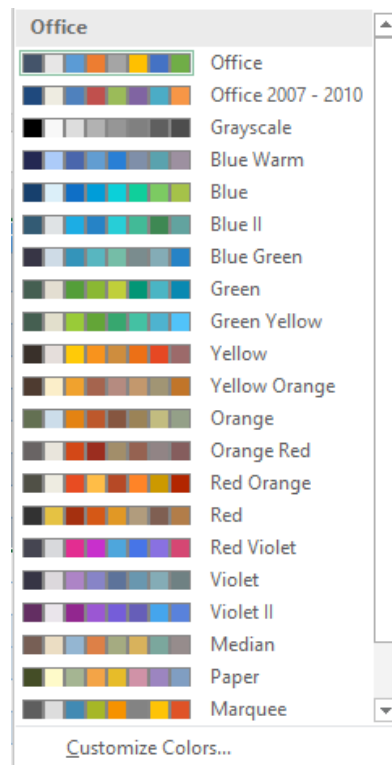 Office
Office
Office 2007 - 2010
Grayscale
Blue Warm
Blue
Blue II
Blue Green
Green
Green Yellow
Yellow
Yellow Orange
Orange
Orange Red
Red Orange
Red
Red Violet
Violet
Violet II
Median
Paper
Marquee
Customize Colors...